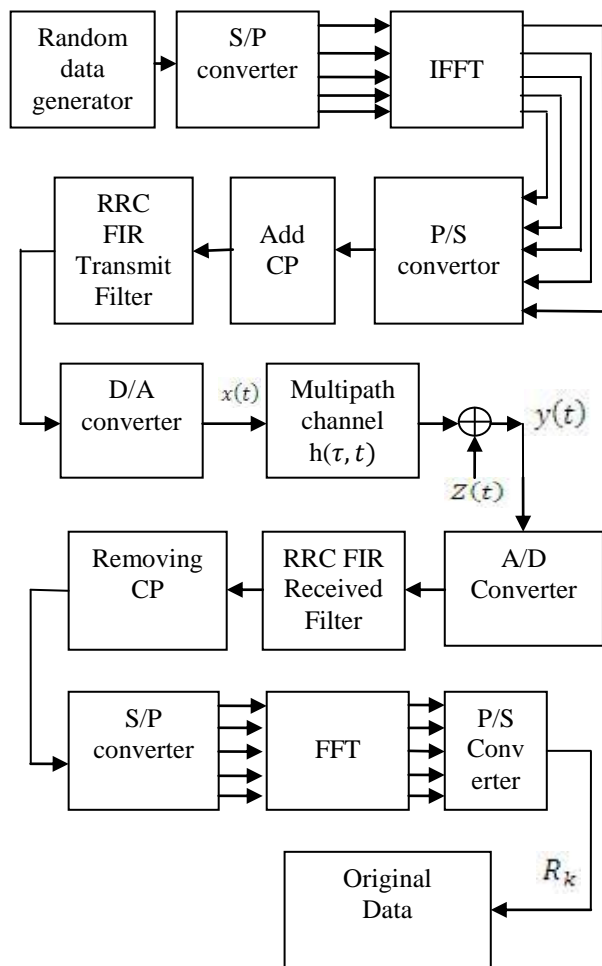 Random
data
generator
S/P
converter
IFFT
RRC
FIR
Transmit
Filter
Add
CP
P/S
convertor
D/A
converter
x(t)
Multipath
channel
h(τ, t)
y(t)
Z(t)
Removing
CP
RRC FIR
Received
Filter
A/D
Converter
S/P
converter
FFT
P/S
Conv
erter
R_k
Original
Data